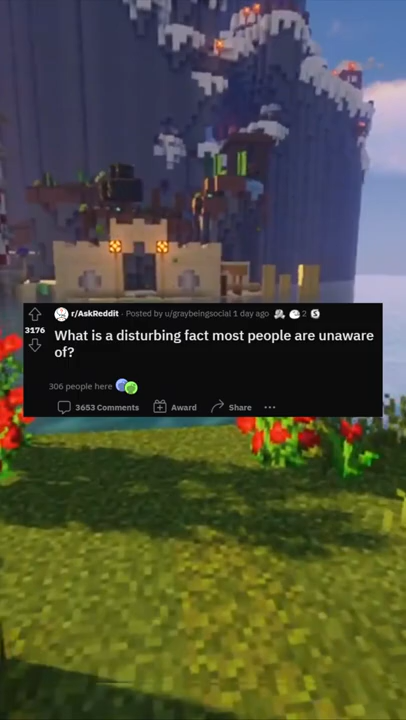 r/AskReddit · Posted by u/graybeingsocial 1 day ago 2
3176
What is a disturbing fact most people are unaware
of?
306 people here
3653 Comments Award Share